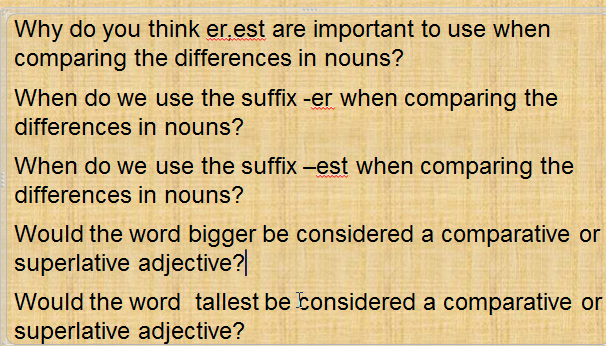 Why do you think er,est are important to use when
comparing the differences in nouns?
When do we use the suffix -er when comparing the
differences in nouns?
When do we use the suffix –est when comparing the
differences in nouns?
Would the word bigger be considered a comparative or
superlative adjective?
Would the word  tallest be considered a comparative or
superlative adjective?